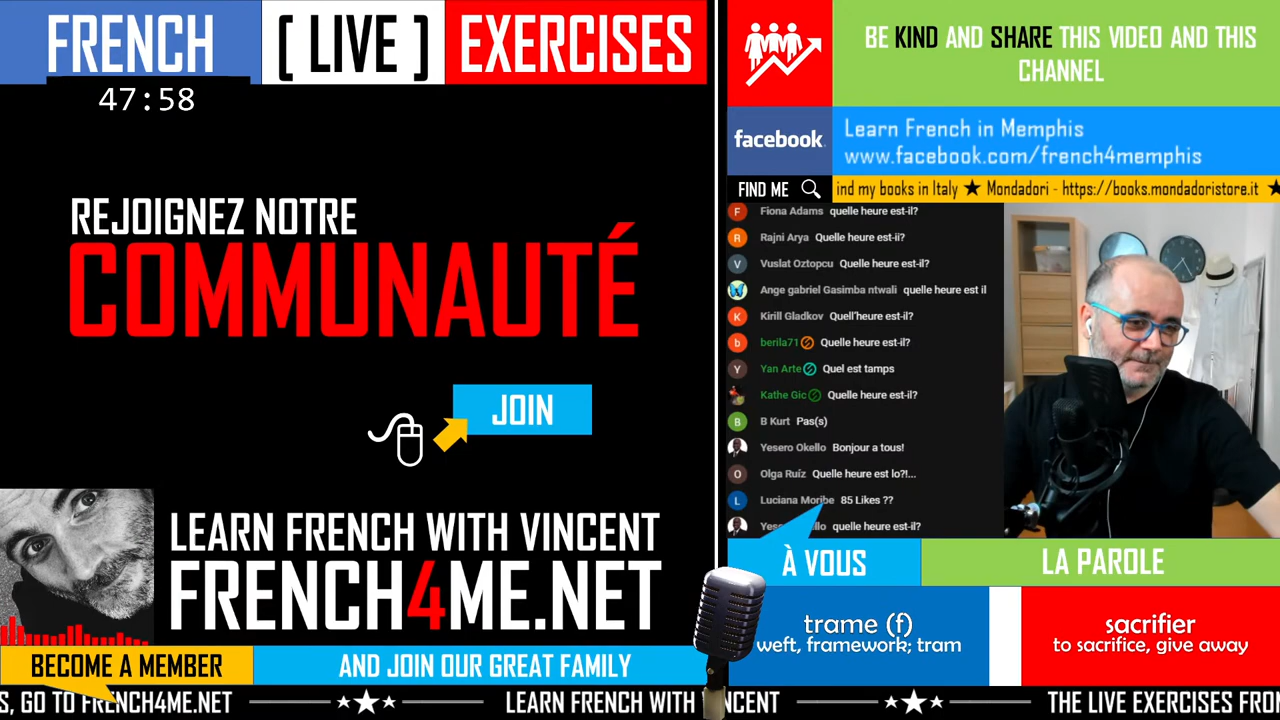 FRENCH [ LIVE ] EXERCISES
47:58
REJOIGNEZ NOTRE
COMMUNAUTÉ
JOIN
LEARN FRENCH WITH VINCENT
FRENCH4ME.NET
BECOME A MEMBER
AND JOIN OUR GREAT FAMILY
BE KIND AND SHARE THIS VIDEO AND THIS
CHANNEL
facebook.
Learn French in Memphis
www.facebook.com/french4memphis
FIND ME
ind my books in Italy ★ Mondadori - https://books.mondadoristore.it
F Fiona Adams quelle heure est-il?
R Rajni Arya Quelle heure est-ii?
V Vuslat Oztopcu Quelle heure est-il?
Ange gabriel Gasimba ntwali quelle heure est il
K Kirill Gladkov Quell'heure est-il?
b berila71 Quelle heure est-il?
Y Yan Arte Quel est tamps
Kathe Gic Quelle heure est-il?
B B Kurt Pas(s)
Yesero Okello Bonjour a tous!
O Olga Ruíz Quelle heure est lo?!...
L Luciana Moribe 85 Likes ??
quelle heure est-il?
À VOUS
LA PAROLE
trame (f)
weft, framework; tram
sacrifier
to sacrifice, give away
S, GO TO FRENCH4ME.NET ★ LEARN FRENCH WITH VINCENT ★ THE LIVE EXERCISES FROM